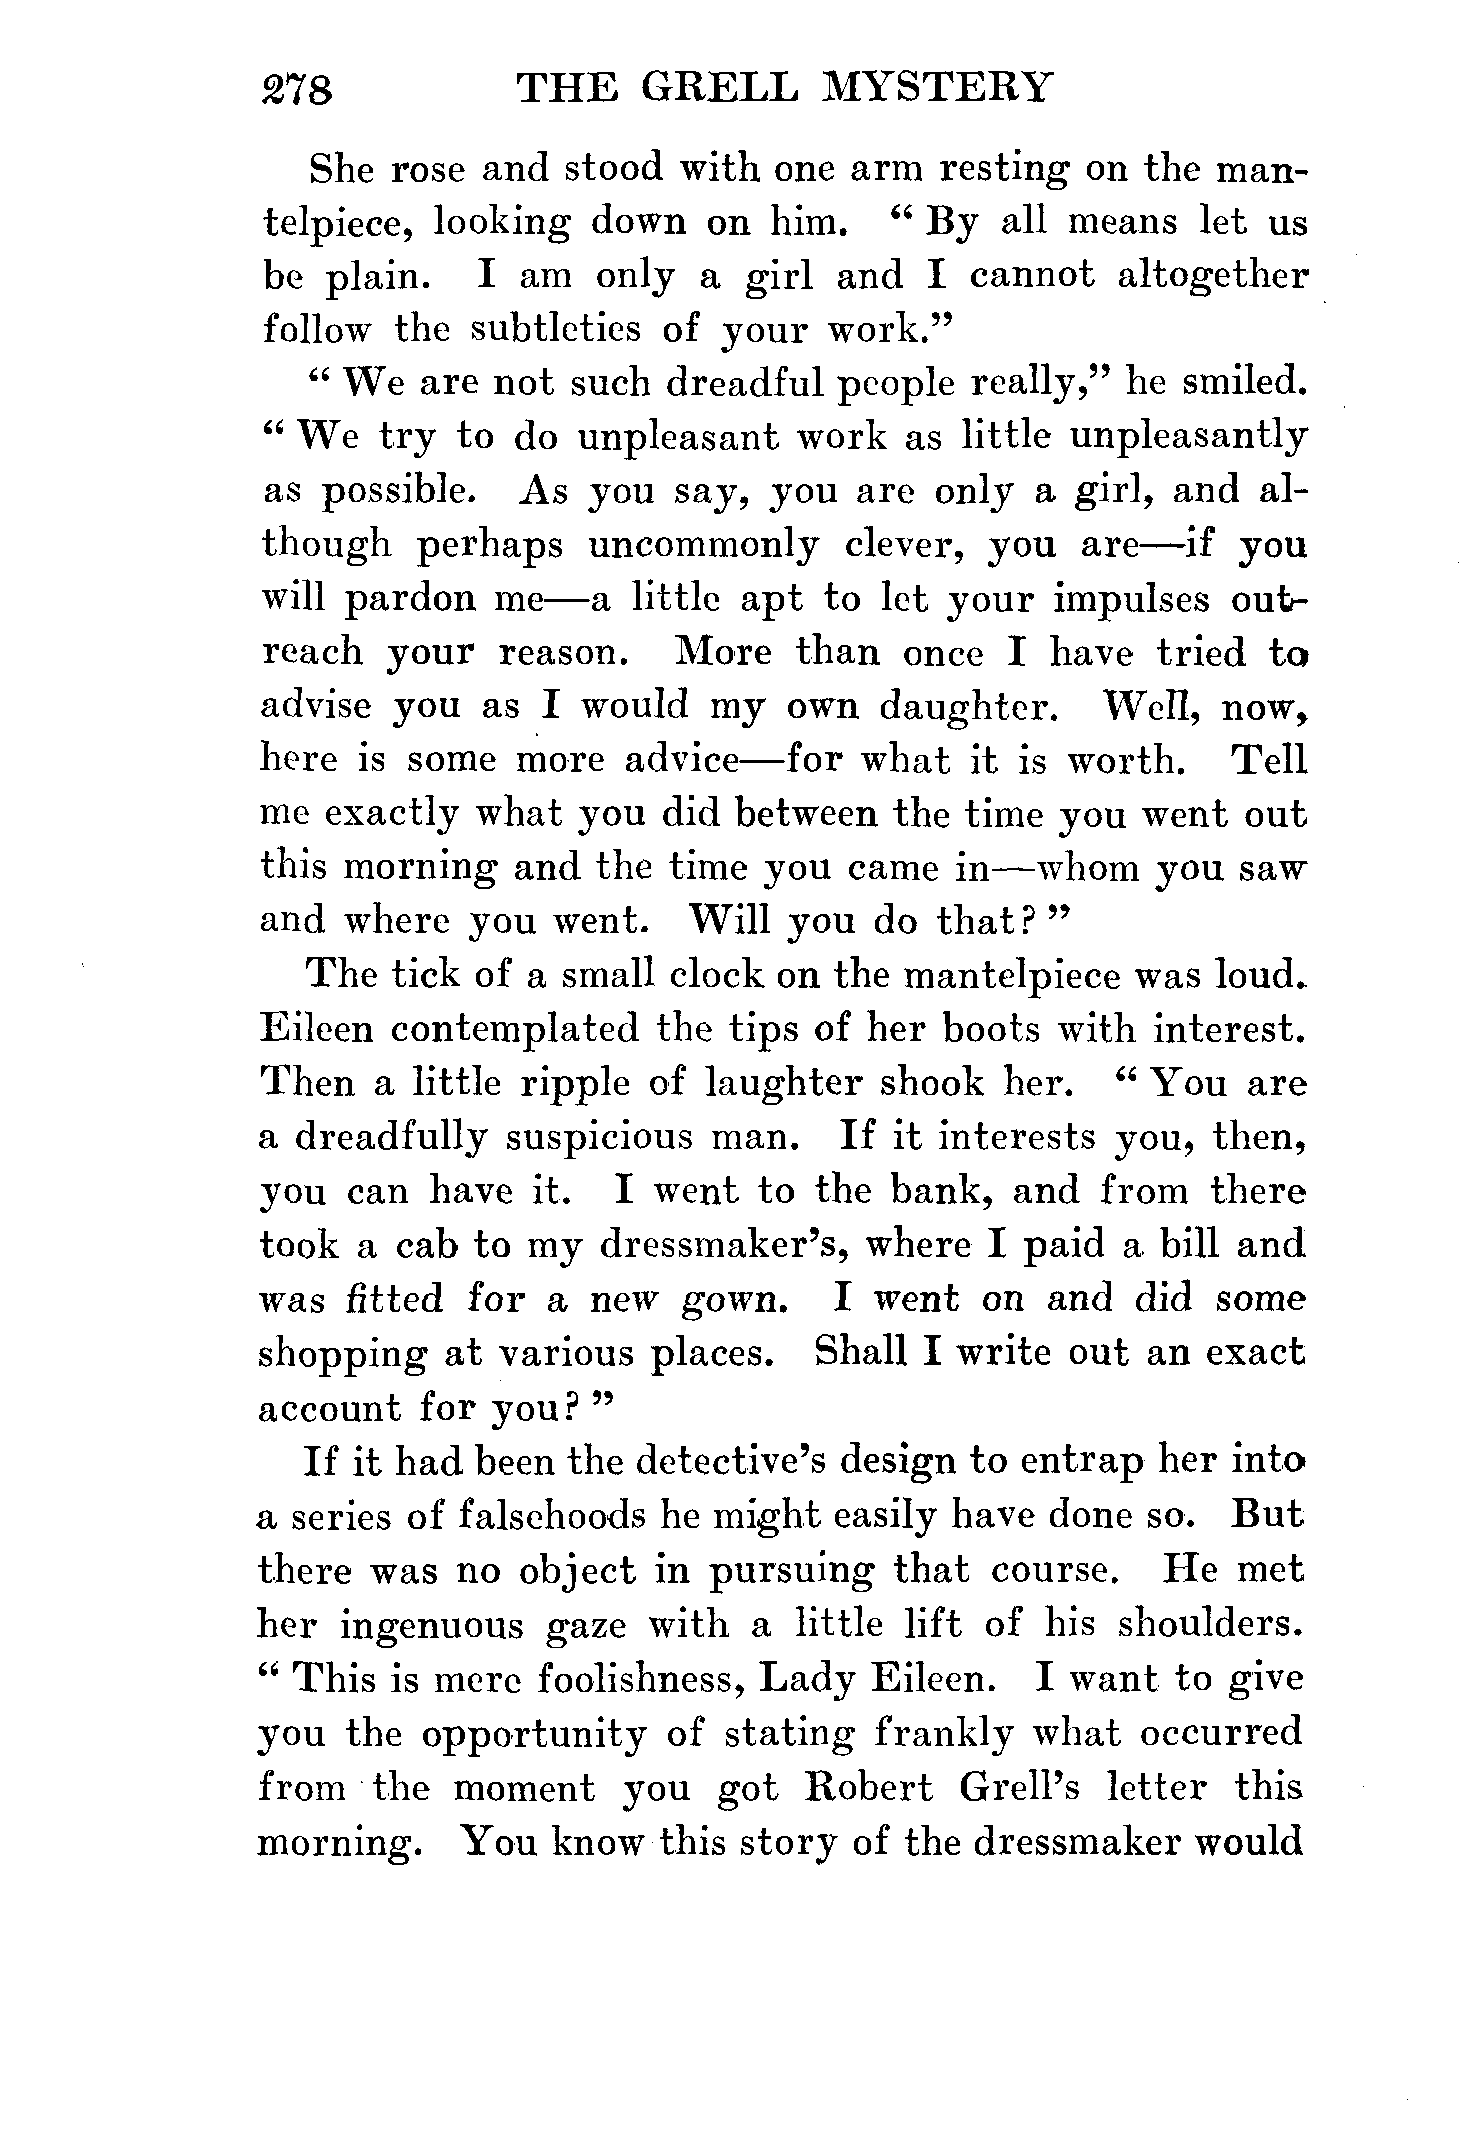 278 THE GRELL MYSTERY
She rose and stood with one arm resting on the man-
telpiece, looking down on him. “ By all means let us
be plain. I am only a girl and I cannot altogether
follow the subtleties of your work.”
“ We are not such dreadful people really,” he smiled.
“ We try to do unpleasant work as little unpleasantly
as possible. As you say, you are only a girl, and al-
though perhaps uncommonly clever, you are—if you
will pardon me—a little apt to let your impulses out-
reach your reason. More than once I have tried to
advise you as I would my own daughter. Well, now,
here is some more advice—for what it is worth. Tell
me exactly what you did between the time you went out
this morning and the time you came in—whom you saw
and where you went. Will you do that? ”
The tick of a small clock on the mantelpiece was loud.
Eileen contemplated the tips of her boots with interest.
Then a little ripple of laughter shook her. “ You are
a dreadfully suspicious man. If it interests you, then,
you can have it. I went to the bank, and from there
took a cab to my dressmaker’s, where I paid a bill and
was fitted for a new gown. I went on and did some
shopping at various places. Shall I write out an exact
account for you? ”
If it had been the detective’s design to entrap her into
a series of falsehoods he might easily have done so. But
there was no object in pursuing that course. He met
her ingenuous gaze with a little lift of his shoulders.
“ This is mere foolishness, Lady Eileen. I want to give
you the opportunity of stating frankly what occurred
from the moment you got Robert Grell’s letter this
morning. You know this story of the dressmaker would